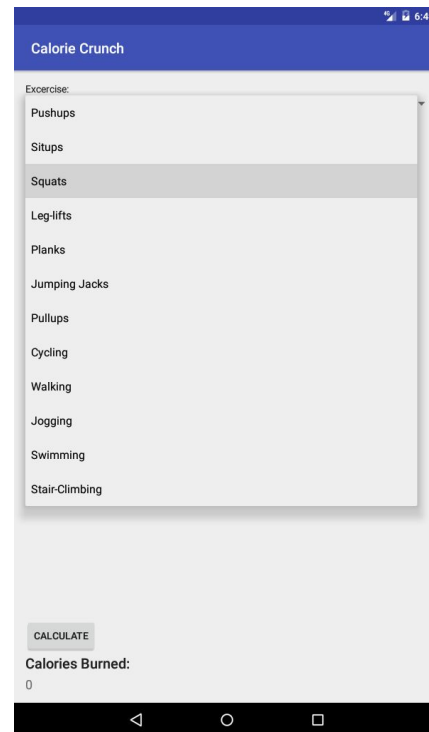 6:4
Calorie Crunch
Excercise:
Pushups
Situps
Squats
Leg-lifts
Planks
Jumping Jacks
Pullups
Cycling
Walking
Jogging
Swimming
Stair-Climbing
CALCULATE
Calories Burned:
0